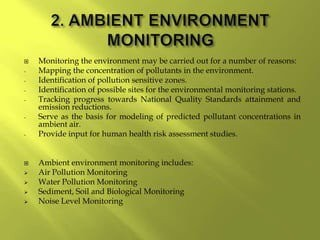 2. AMBIENT ENVIRONMENT
MONITORING
Monitoring the environment may be carried out for a number of reasons:
- Mapping the concentration of pollutants in the environment.
- Identification of pollution sensitive zones.
- Identification of possible sites for the environmental monitoring stations.
- Tracking progress towards National Quality Standards attainment and
emission reductions.
- Serve as the basis for modeling of predicted pollutant concentrations in
ambient air.
- Provide input for human health risk assessment studies.
Ambient environment monitoring includes:
➢ Air Pollution Monitoring
➢ Water Pollution Monitoring
➢ Sediment, Soil and Biological Monitoring
➢ Noise Level Monitoring